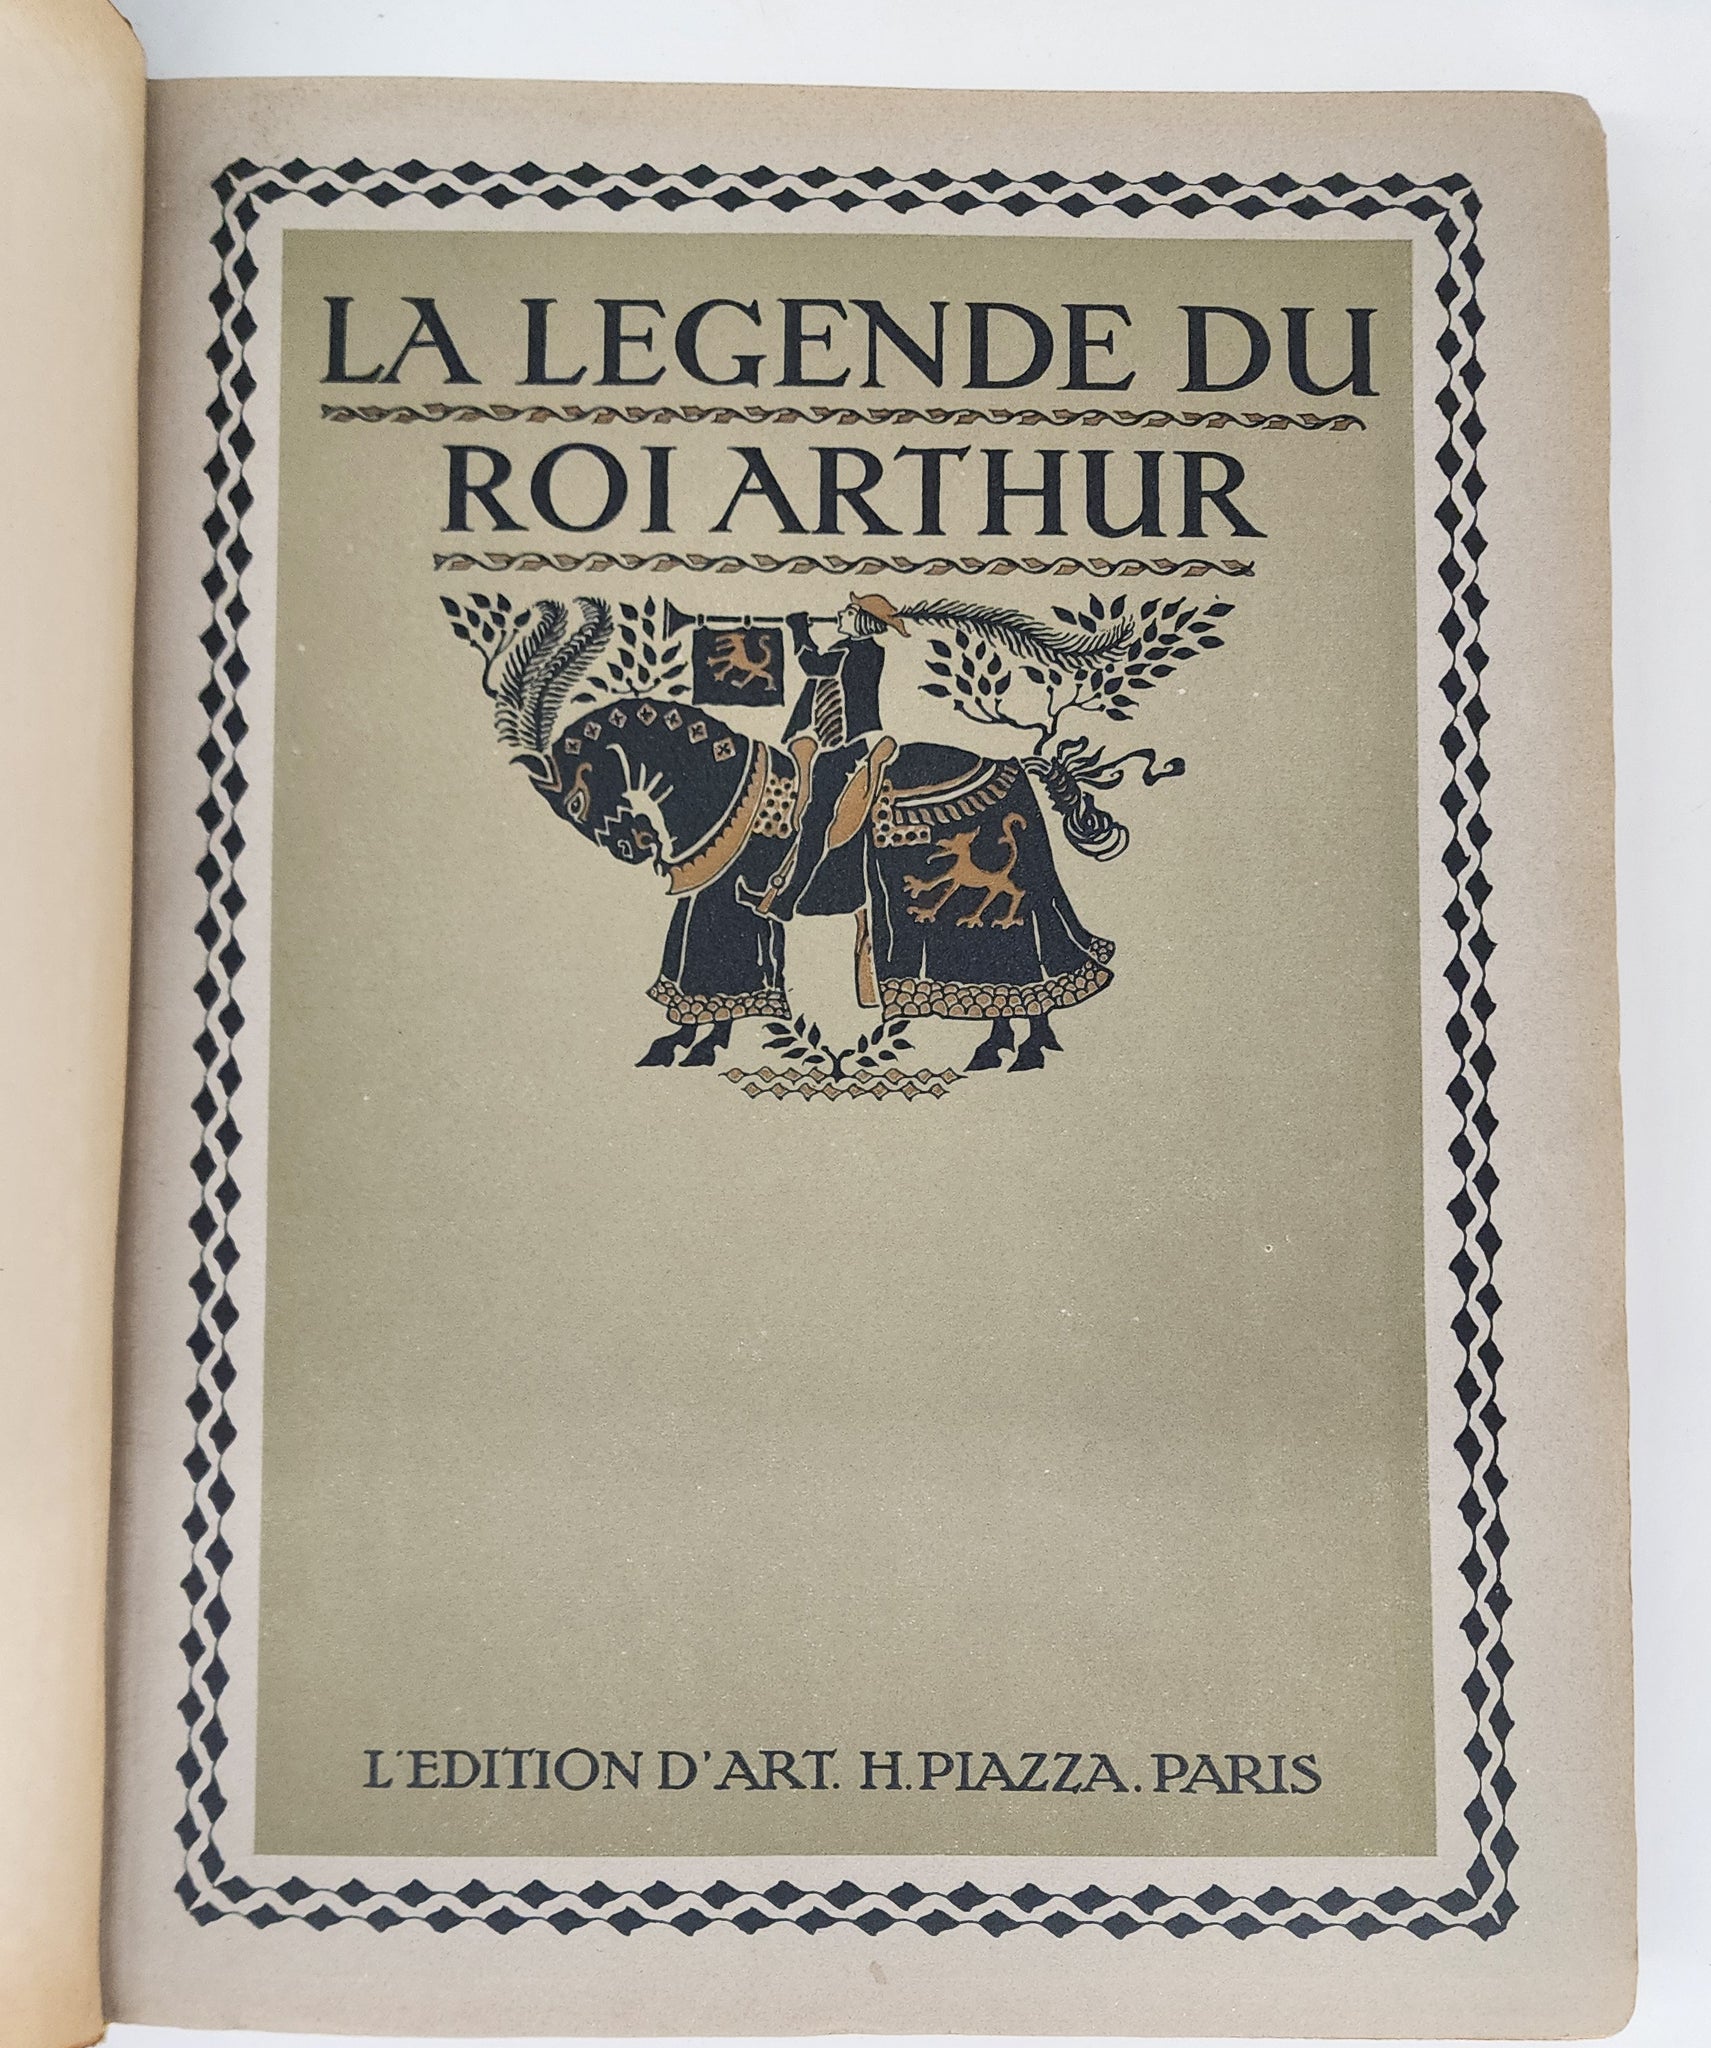 LA LEGENDE DU
ROI ARTHUR
L'EDITION D'ART. H. PIAZZA. PARIS